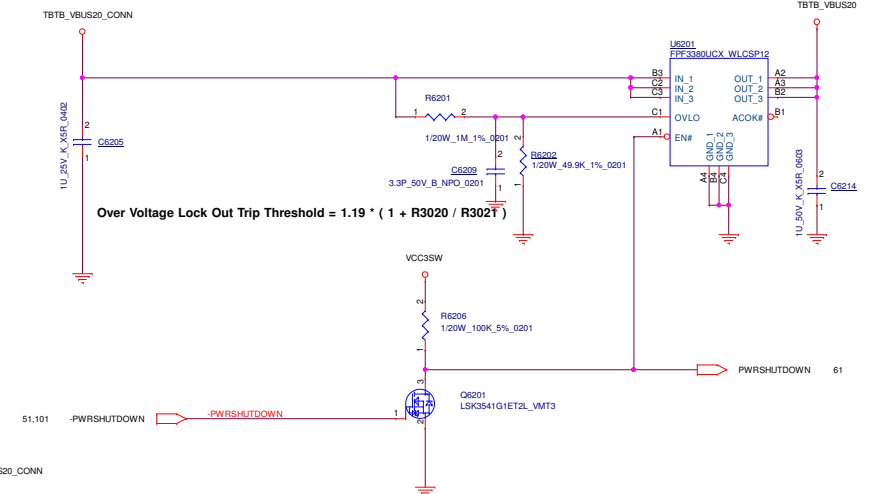 TBTB_VBUS20_CONN
TBTB_VBUS20
U6201
FPF3380UCX_WLCSP12
B3 IN_1 OUT_1 A2
C2 IN_2 OUT_2 A3
C3 IN_3 OUT_3 B2
C1 OVLO ACOK# B1
A1 EN#
GND_1
GND_2
GND_3
A4
B4
C4
R6201
1 2
1/20W_1M_1%_0201
2
C6205
1
1U_25V_K_X5R_0402
2
C6209
1
3.3P_50V_B_NPO_0201
2
R6202
1/20W_49.9K_1%_0201
1
2
C6214
1
1U_50V_K_X5R_0603
Over Voltage Lock Out Trip Threshold = 1.19 * ( 1 + R3020 / R3021 )
VCC3SW
2
R6206
1/20W_100K_5%_0201
1
PWRSHUTDOWN 61
3
Q6201
LSK3541G1ET2L_VMT3
1
2
51,101 -PWRSHUTDOWN
-PWRSHUTDOWN
S20_CONN